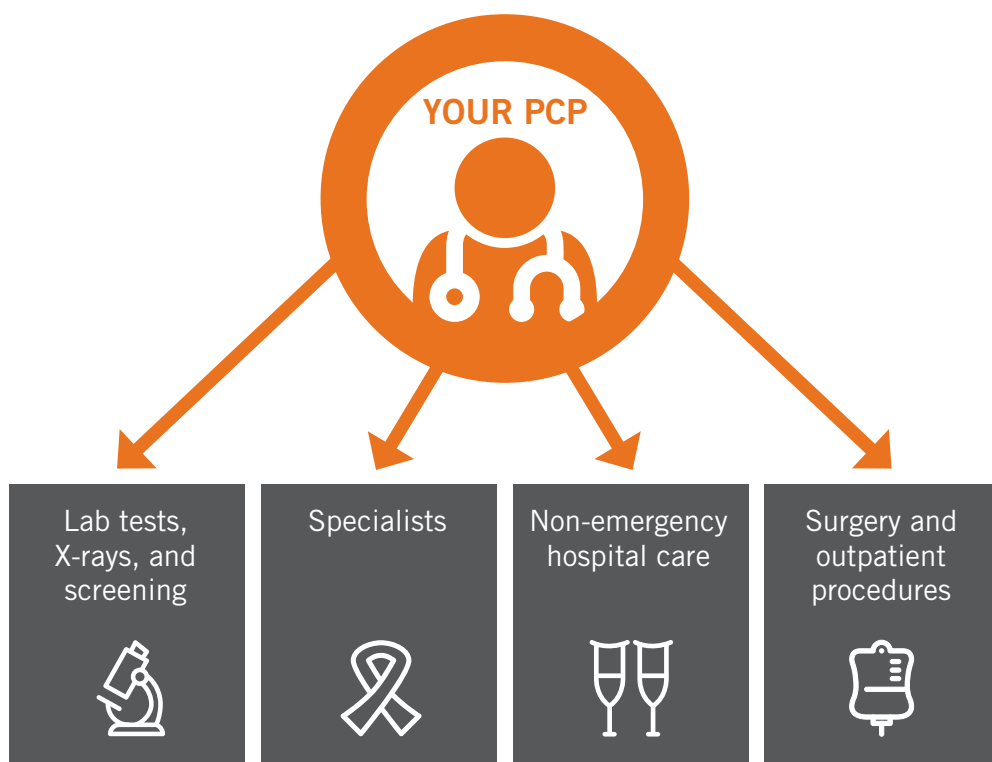 YOUR PCP
Lab tests,
X-rays, and
screening
Specialists
Non-emergency
hospital care
Surgery and
outpatient
procedures